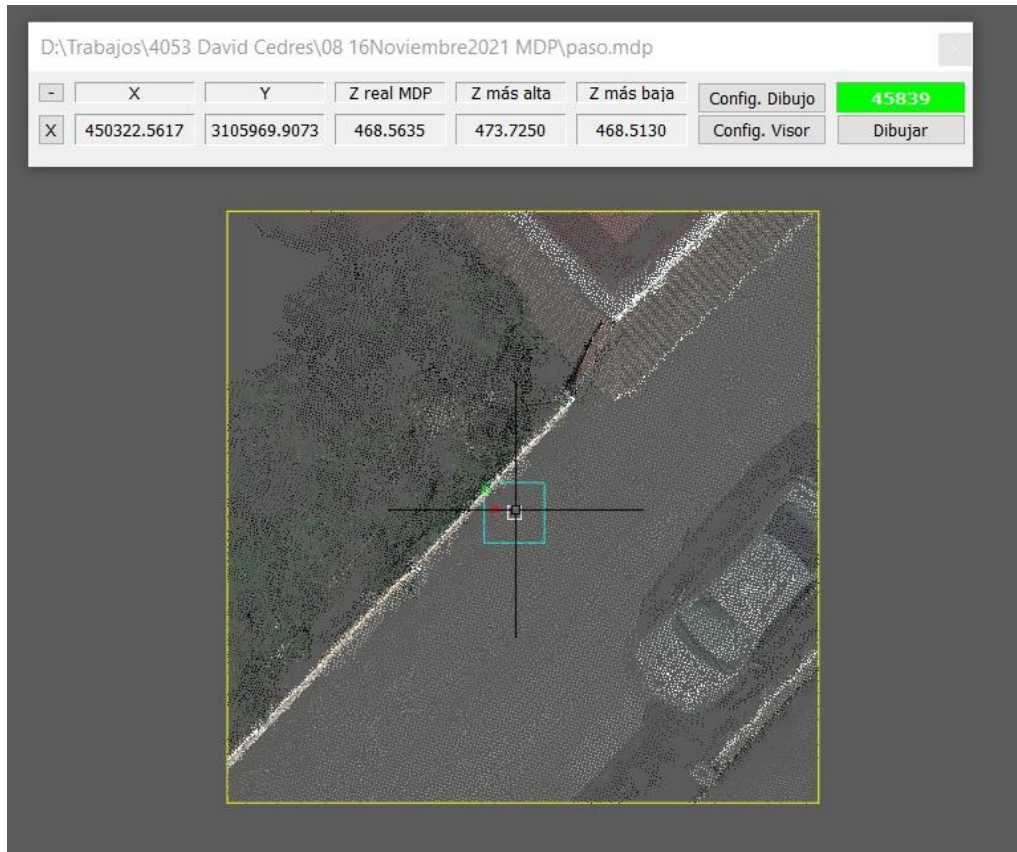 D:\Trabajos\4053 David Cedres\08 16Noviembre2021 MDP\paso.mdp
- X Y Z real MDP Z más alta Z más baja Config. Dibujo 45839
X 450322.5617 3105969.9073 468.5635 473.7250 468.5130 Config. Visor Dibujar